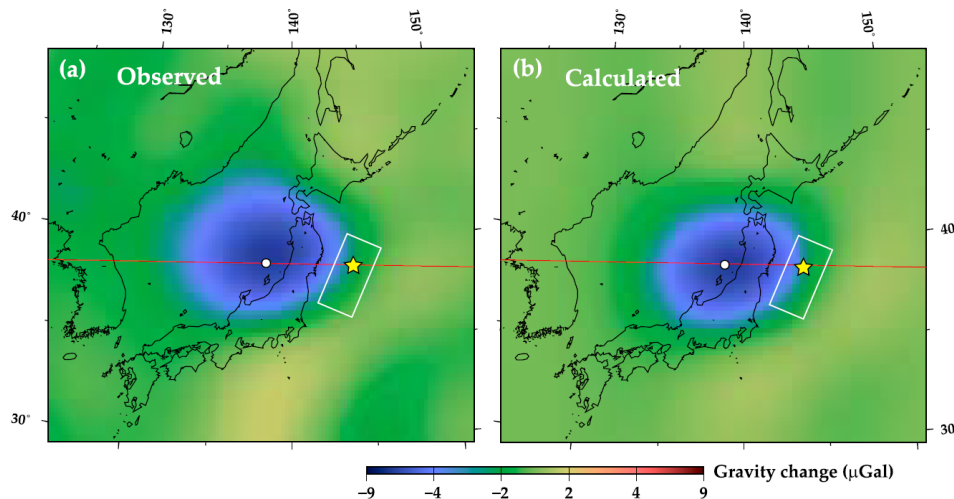 130° 140° 150° 130° 140° 150°
(a) Observed (b) Calculated
40° 40°
30° 30°
−9 −4 −2 2 4 9 Gravity change (μGal)